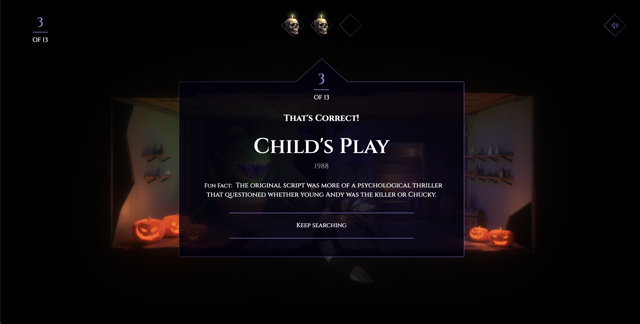 3
OF 13
3
OF 13
That's Correct!
Child's Play
1988
Fun Fact: The original script was more of a psychological thriller
that questioned whether young Andy was the killer or Chucky.
Keep searching